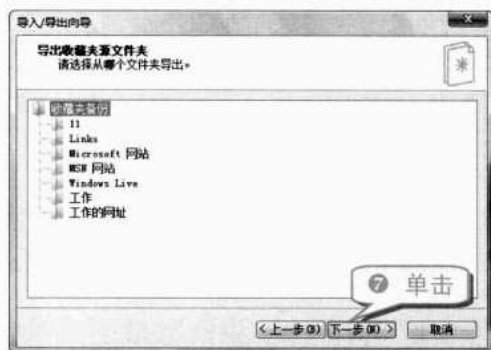 导入/导出向导
导出收藏夹源文件夹
请选择从哪个文件夹导出。
收藏夹备份
11
Links
Microsoft 网站
MSN 网站
Windows Live
工作
工作的网址
❼ 单击
<上一步(B) 下一步(N) > 取消